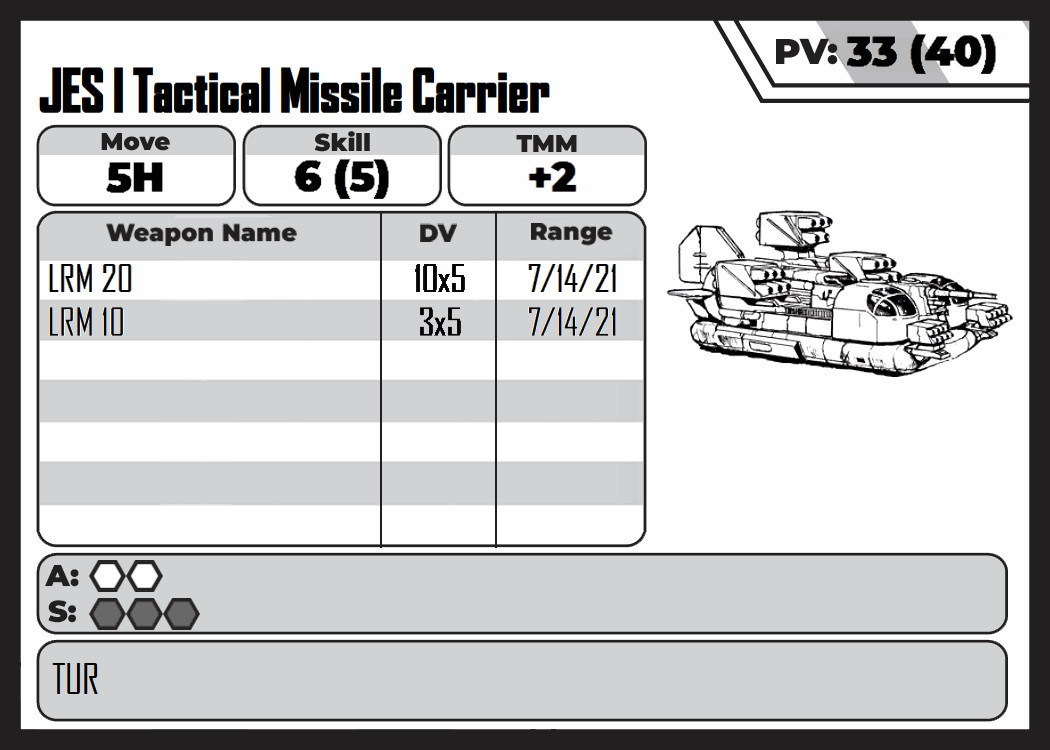 PV: 33 (40)
JES I Tactical Missile Carrier
Move Skill TMM
5H 6 (5) +2
Weapon Name DV Range
LRM 20 10x5 7/14/21
LRM 10 3x5 7/14/21
A:
S:
TUR